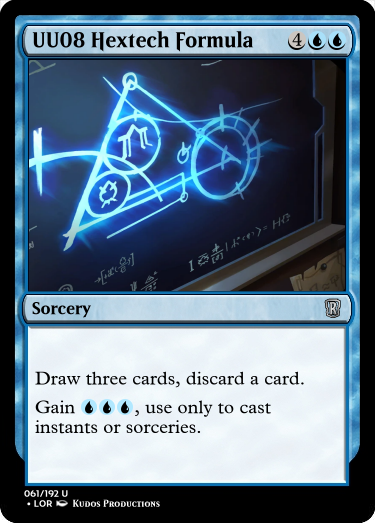 UU08 Hextech Formula 4
Sorcery
Draw three cards, discard a card.
Gain , use only to cast
instants or sorceries.
061/192 U
• LOR Kudos Productions